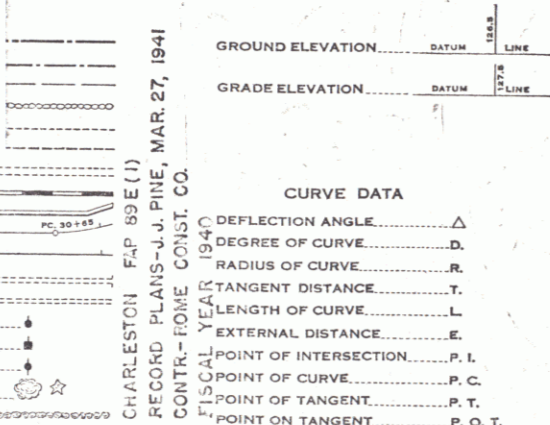 GROUND ELEVATION DATUM 126.5 LINE
GRADE ELEVATION DATUM 127.5 LINE
P.C. 30+65
CHARLESTON FAP 89E(1)
RECORD PLANS-J.J. PINE, MAR. 27, 1941
CONTR.-ROME CONST. CO.
FISCAL YEAR 1940
CURVE DATA
DEFLECTION ANGLE Δ
DEGREE OF CURVE D.
RADIUS OF CURVE R.
TANGENT DISTANCE T.
LENGTH OF CURVE L.
EXTERNAL DISTANCE E.
POINT OF INTERSECTION P. I.
POINT OF CURVE P. C.
POINT OF TANGENT P. T.
POINT ON TANGENT P. O. T.